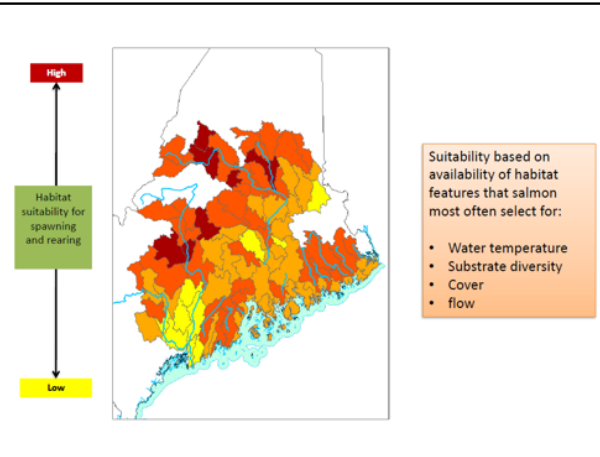 High
Habitat
suitability for
spawning
and rearing
Low
Suitability based on
availability of habitat
features that salmon
most often select for:
• Water temperature
• Substrate diversity
• Cover
• flow